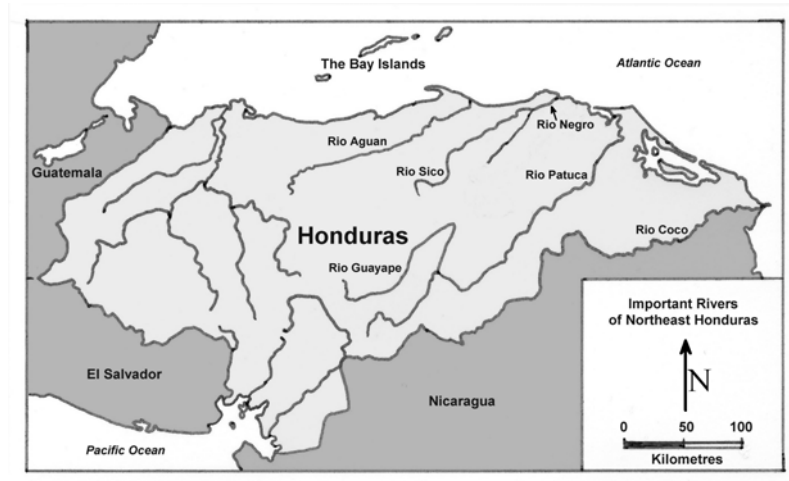 The Bay Islands
Atlantic Ocean
Rio Negro
Rio Aguan
Rio Sico
Guatemala
Rio Patuca
Honduras
Rio Coco
Rio Guayape
Important Rivers
of Northeast Honduras
N
El Salvador
Nicaragua
0 50 100
Kilometres
Pacific Ocean